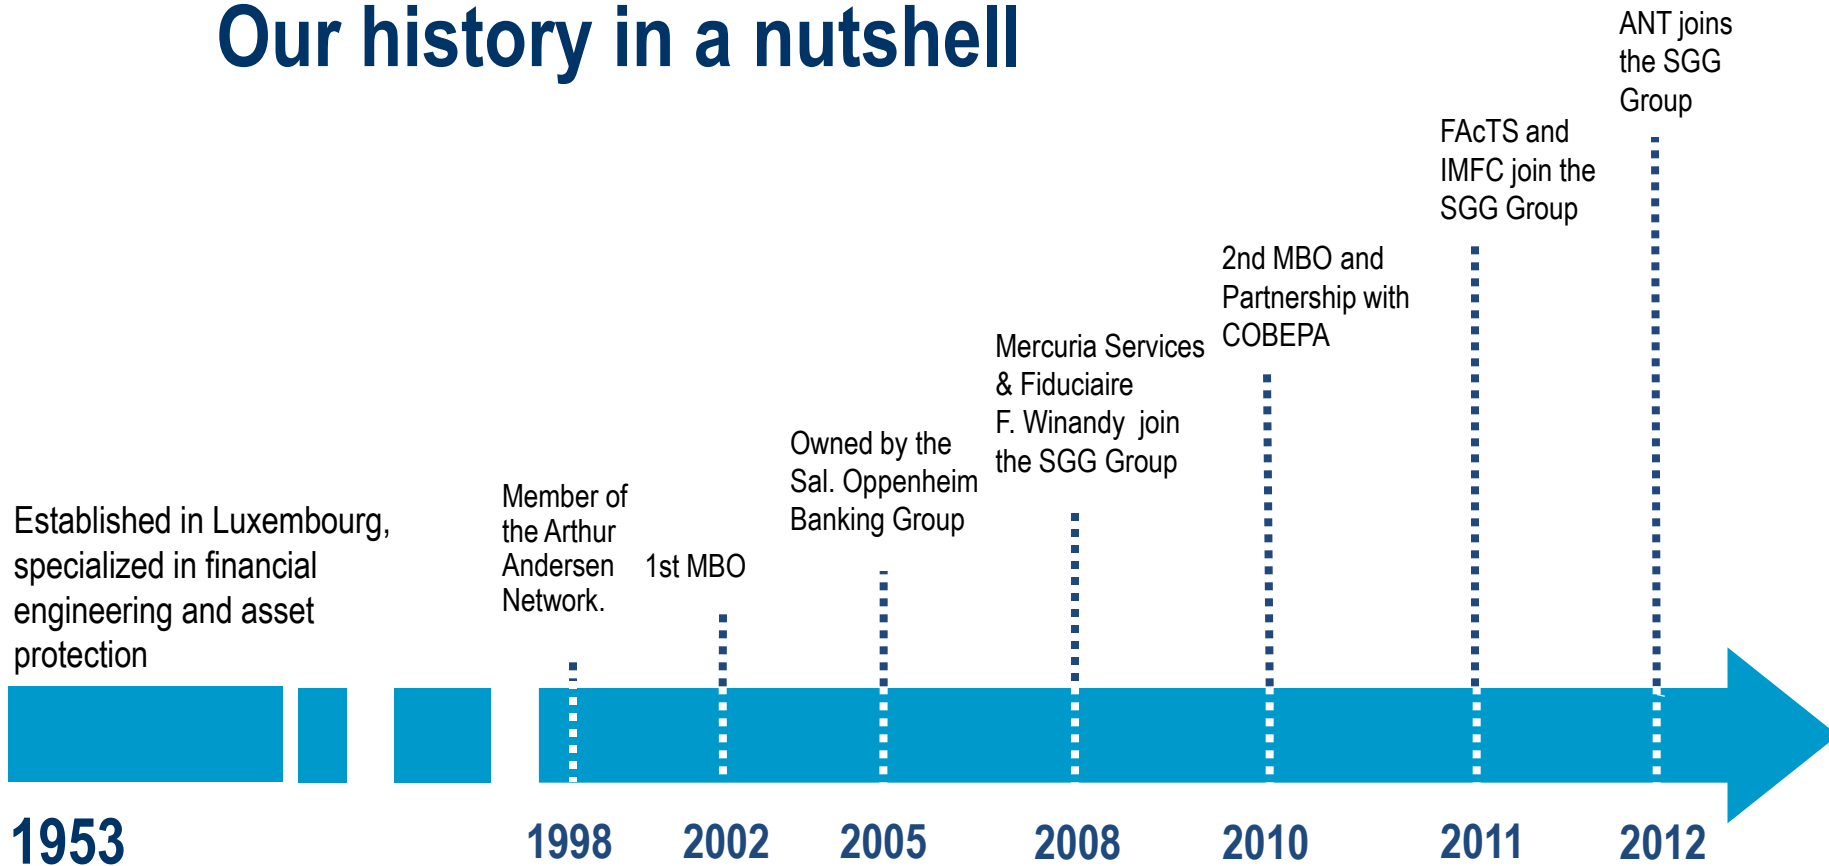 Our history in a nutshell
Established in Luxembourg,
specialized in financial
engineering and asset
protection
Member of
the Arthur
Andersen
Network.
1st MBO
Owned by the
Sal. Oppenheim
Banking Group
Mercuria Services
& Fiduciaire
F. Winandy join
the SGG Group
2nd MBO and
Partnership with
COBEPA
FAcTS and
IMFC join the
SGG Group
ANT joins
the SGG
Group
1953
1998
2002
2005
2008
2010
2011
2012